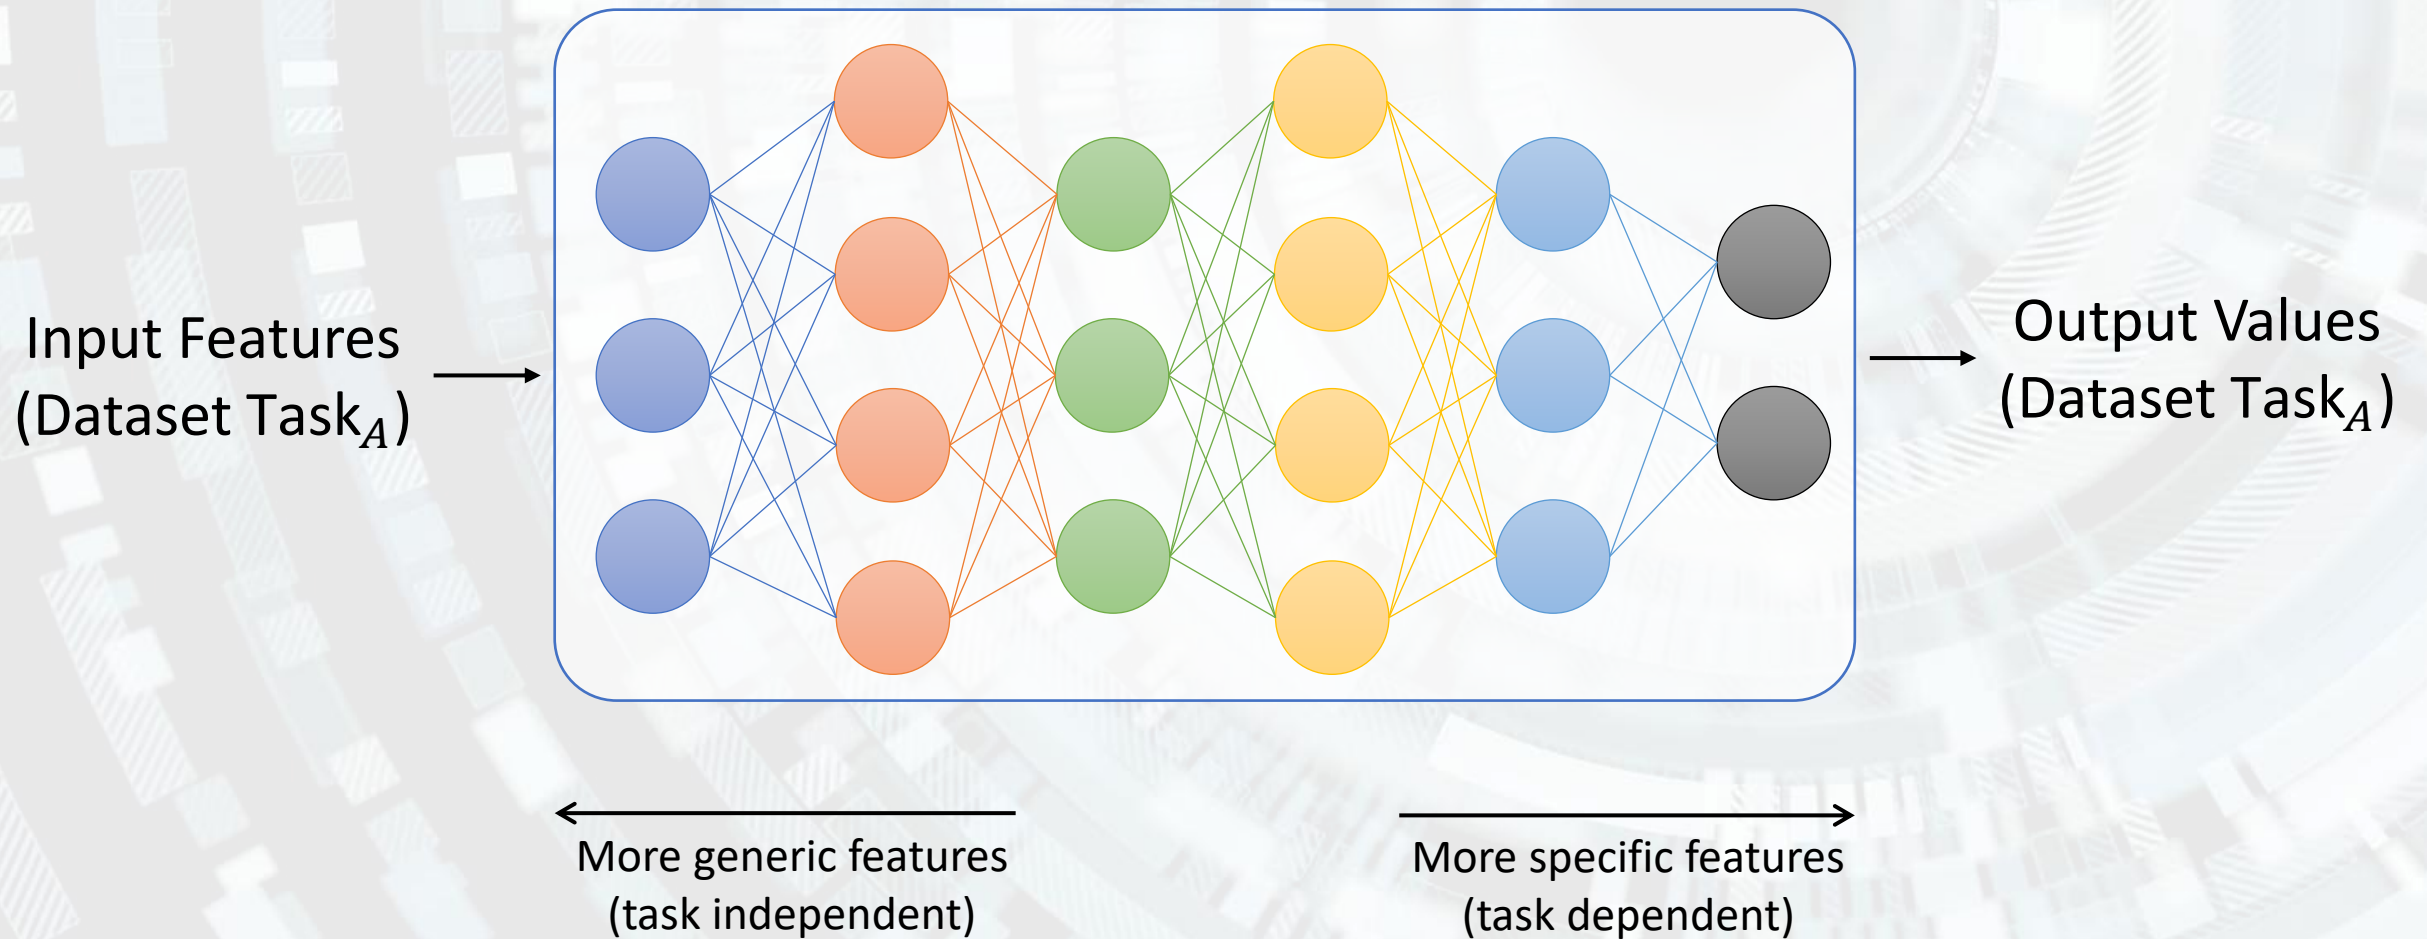 Input Features
(Dataset Task_A)
Output Values
(Dataset Task_A)
More generic features
(task independent)
More specific features
(task dependent)